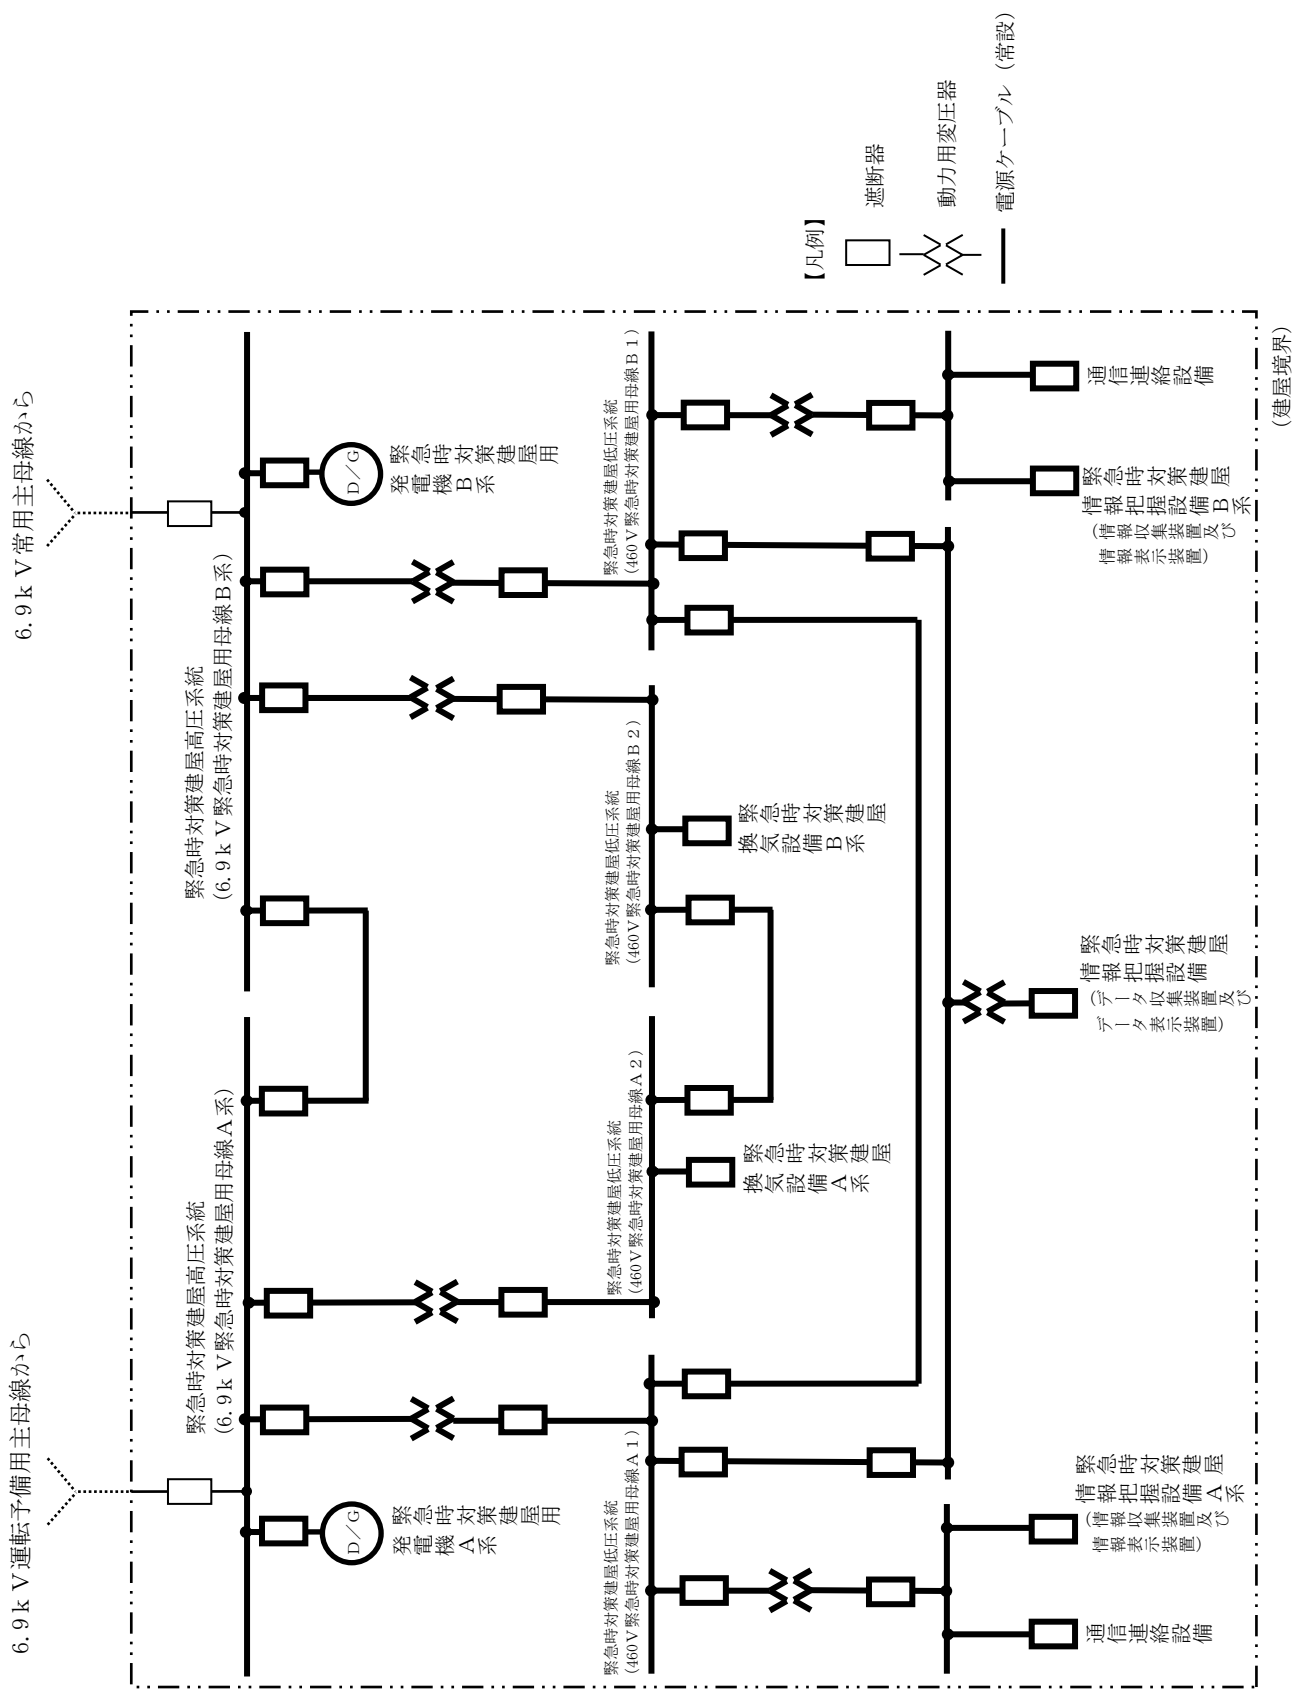 6.9kV運転予備用主母線から
6.9kV常用主母線から
緊急時対策建屋高圧系統
(6.9kV緊急時対策建屋用母線A系)
緊急時対策建屋高圧系統
(6.9kV緊急時対策建屋用母線B系)
D/G
緊急時対策建屋用
発電機A系
D/G
緊急時対策建屋用
発電機B系
緊急時対策建屋低圧系統
(460V緊急時対策建屋用母線A1)
緊急時対策建屋低圧系統
(460V緊急時対策建屋用母線A2)
緊急時対策建屋低圧系統
(460V緊急時対策建屋用母線B2)
緊急時対策建屋低圧系統
(460V緊急時対策建屋用母線B1)
緊急時対策建屋
換気設備A系
緊急時対策建屋
換気設備B系
通信連絡設備
緊急時対策建屋
情報把握設備A系
(情報収集装置及び
情報表示装置)
緊急時対策建屋
情報把握設備
(データ収集装置及び
データ表示装置)
緊急時対策建屋
情報把握設備B系
(情報収集装置及び
情報表示装置)
通信連絡設備
(建屋境界)
【凡例】
遮断器
動力用変圧器
電源ケーブル(常設)